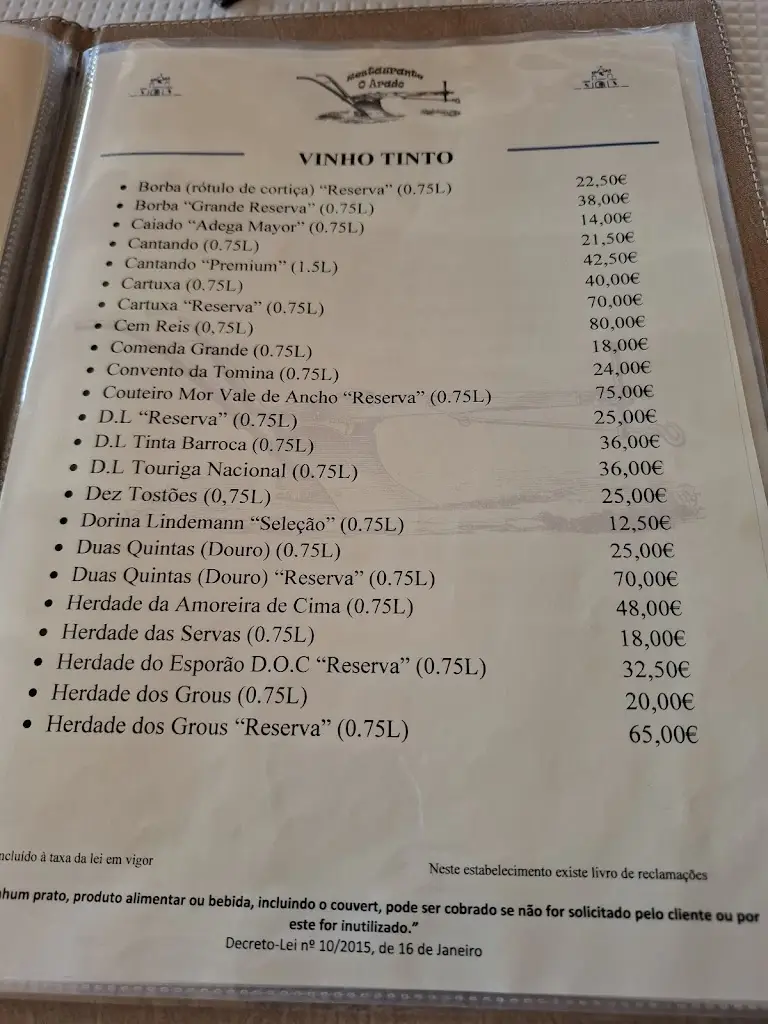 Restaurante
O Arado
VINHO TINTO
• Borba (rótulo de cortiça) “Reserva” (0.75L) 22,50€
• Borba “Grande Reserva” (0.75L) 38,00€
• Caiado “Adega Mayor” (0.75L) 14,00€
• Cantando (0.75L) 21,50€
• Cantando “Premium” (1.5L) 42,50€
• Cartuxa (0.75L) 40,00€
• Cartuxa “Reserva” (0.75L) 70,00€
• Cem Reis (0,75L) 80,00€
• Comenda Grande (0.75L) 18,00€
• Convento da Tomina (0.75L) 24,00€
• Couteiro Mor Vale de Ancho “Reserva” (0.75L) 75,00€
• D.L “Reserva” (0.75L) 25,00€
• D.L Tinta Barroca (0.75L) 36,00€
• D.L Touriga Nacional (0.75L) 36,00€
• Dez Tostões (0,75L) 25,00€
• Dorina Lindemann “Seleção” (0.75L) 12,50€
• Duas Quintas (Douro) (0.75L) 25,00€
• Duas Quintas (Douro) “Reserva” (0.75L) 70,00€
• Herdade da Amoreira de Cima (0.75L) 48,00€
• Herdade das Servas (0.75L) 18,00€
• Herdade do Esporão D.O.C “Reserva” (0.75L) 32,50€
• Herdade dos Grous (0.75L) 20,00€
• Herdade dos Grous “Reserva” (0.75L) 65,00€
ncluído à taxa da lei em vigor
Neste estabelecimento existe livro de reclamações
nhum prato, produto alimentar ou bebida, incluindo o couvert, pode ser cobrado se não for solicitado pelo cliente ou por
este for inutilizado.”
Decreto-Lei nº 10/2015, de 16 de Janeiro